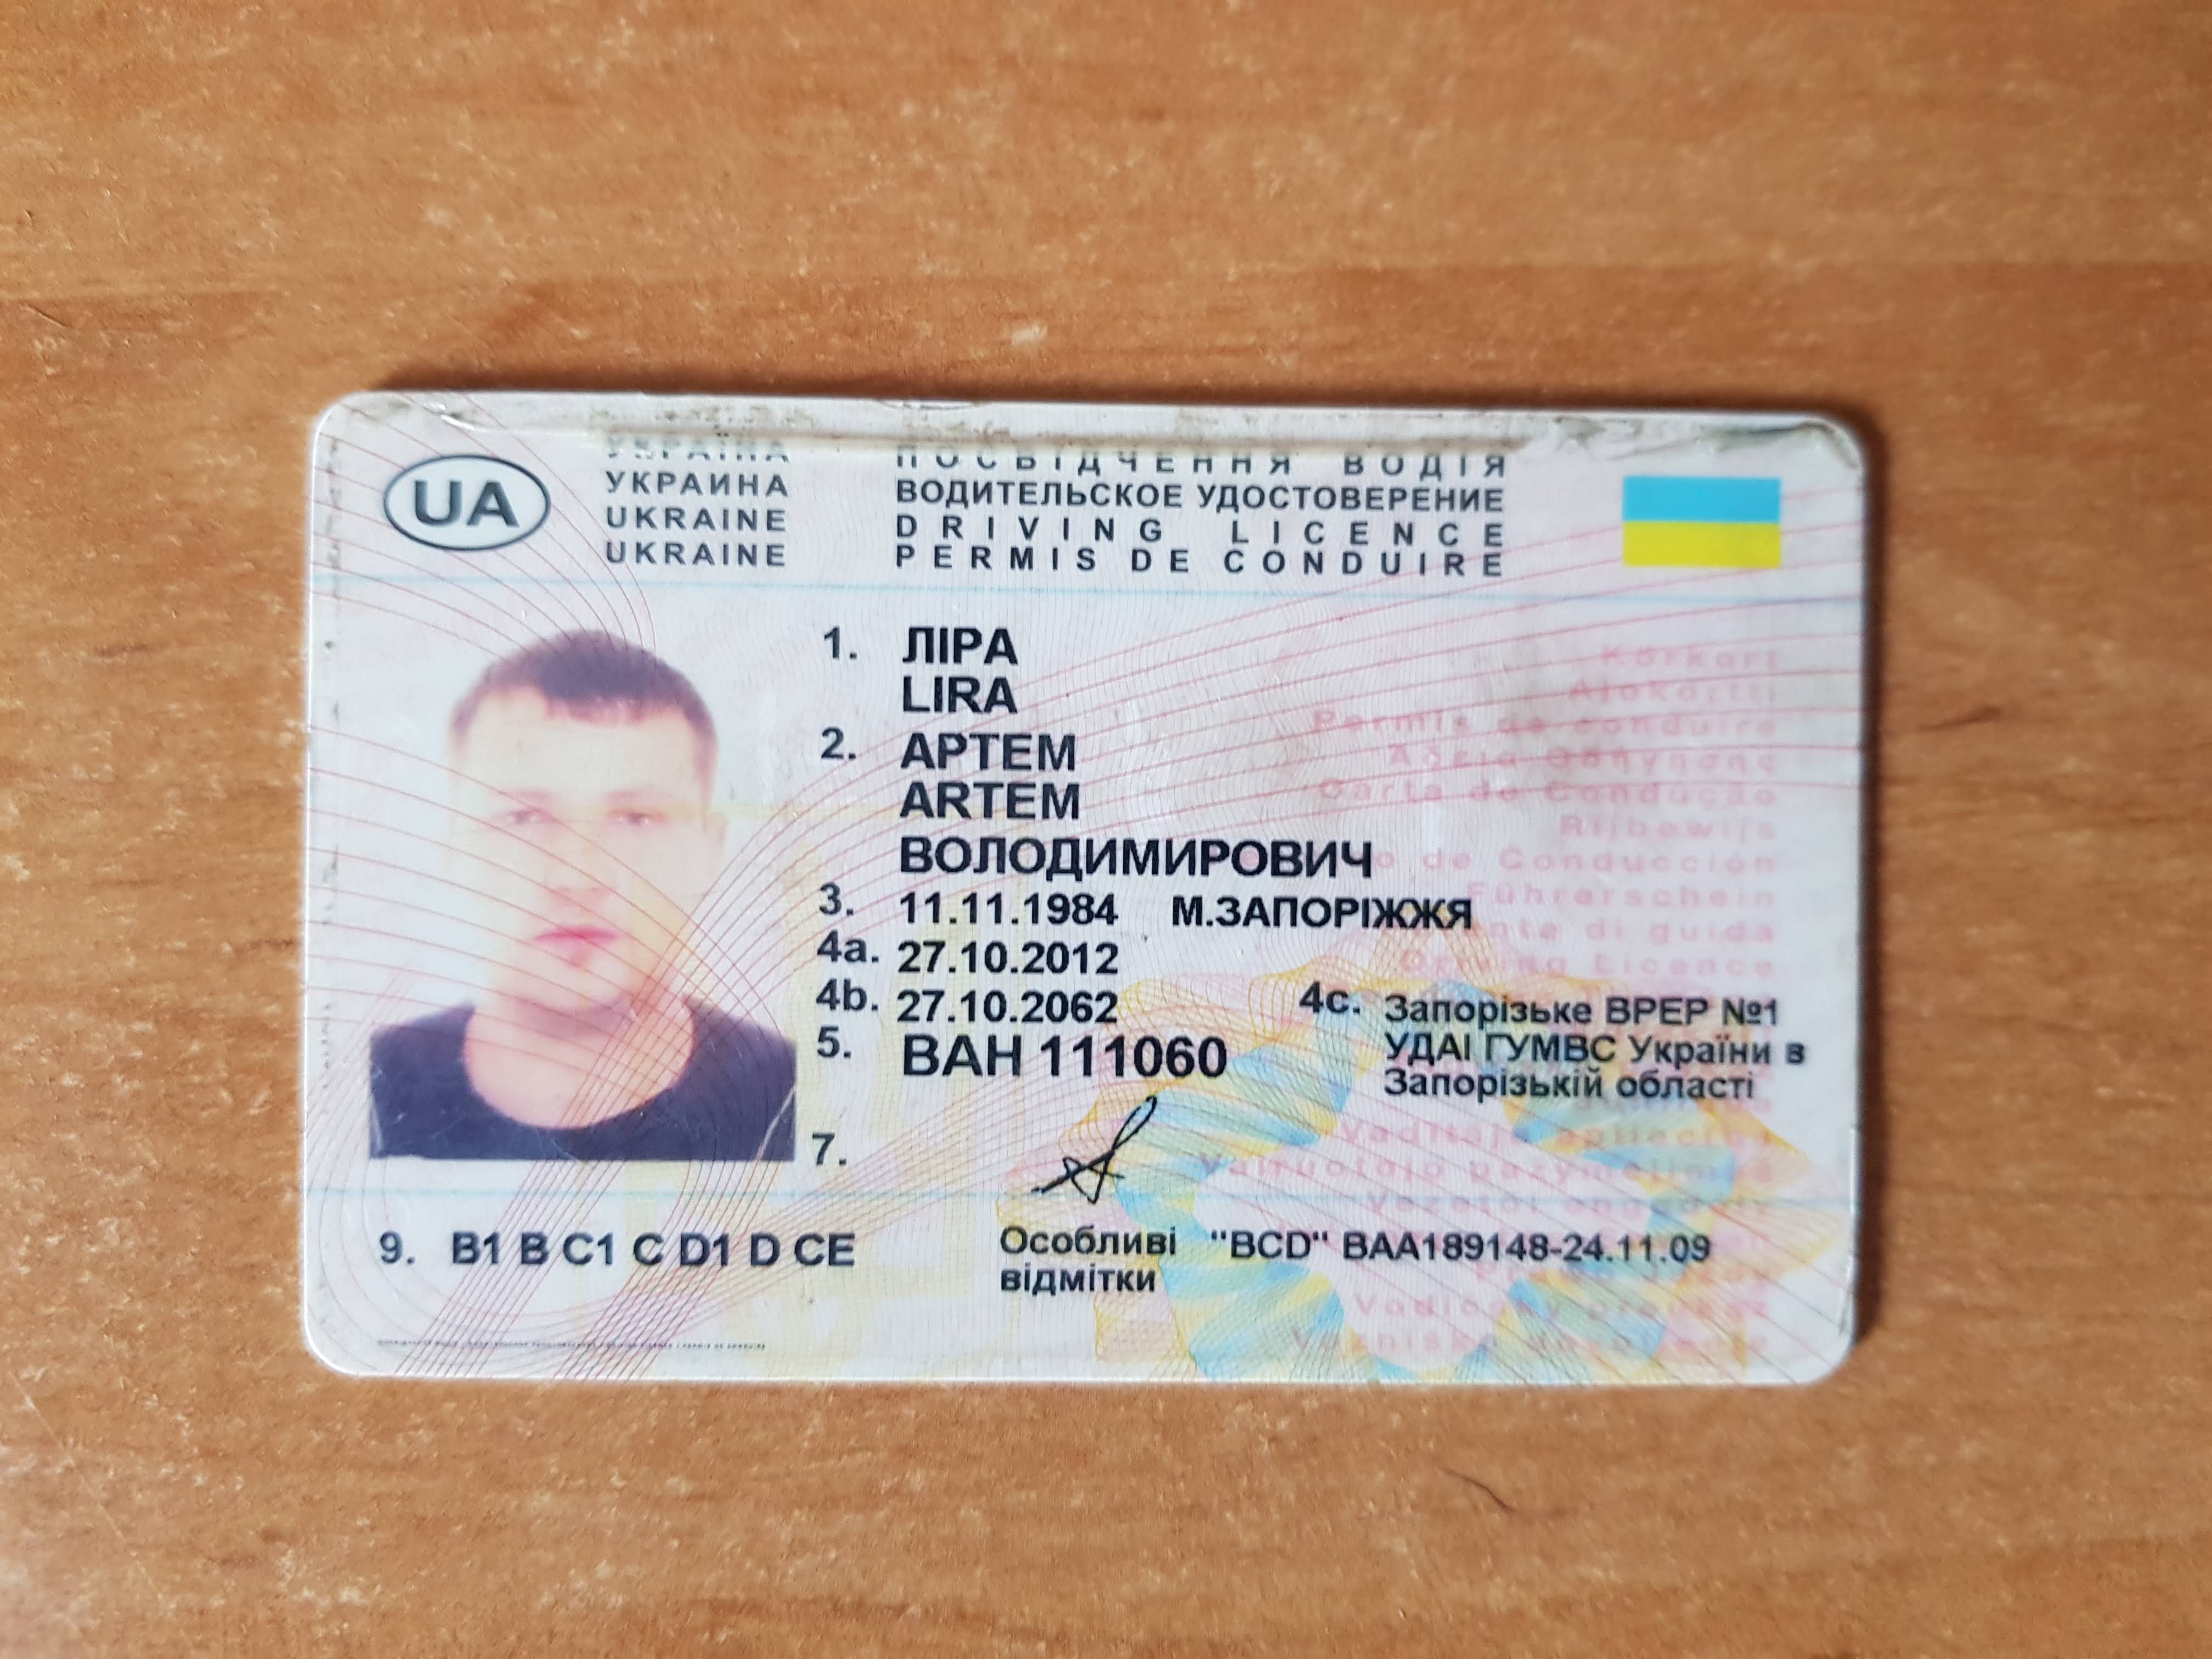 UA
УКРАЇНА ПОСВІДЧЕННЯ ВОДІЯ
УКРАИНА ВОДИТЕЛЬСКОЕ УДОСТОВЕРЕНИЕ
UKRAINE DRIVING LICENCE
UKRAINE PERMIS DE CONDUIRE
1. ЛІРА
LIRA
2. АРТЕМ
ARTEM
ВОЛОДИМИРОВИЧ
3. 11.11.1984 М.ЗАПОРІЖЖЯ
4a. 27.10.2012
4b. 27.10.2062
4c. Запорізьке ВРЕР №1
УДАІ ГУМВС України в
Запорізькій області
5. ВАН 111060
7.
9. B1 B C1 C D1 D CE
Особливі "BCD" ВАА189148-24.11.09
відмітки